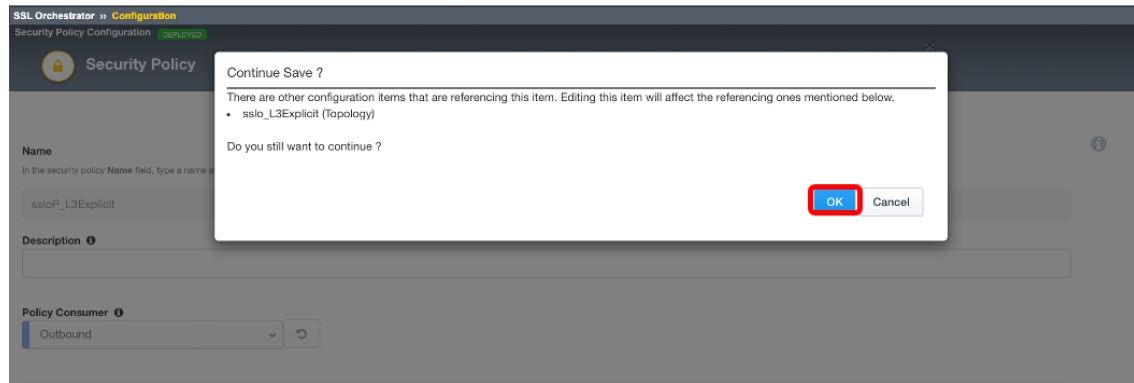 SSL Orchestrator » Configuration
Security Policy Configuration DEPLOYED
Security Policy
Continue Save ?
There are other configuration items that are referencing this item. Editing this item will affect the referencing ones mentioned below.
• sslo_L3Explicit (Topology)
Do you still want to continue ?
OK Cancel
Name
In the security policy Name field, type a name a
ssloP_L3Explicit
Description
Policy Consumer
Outbound